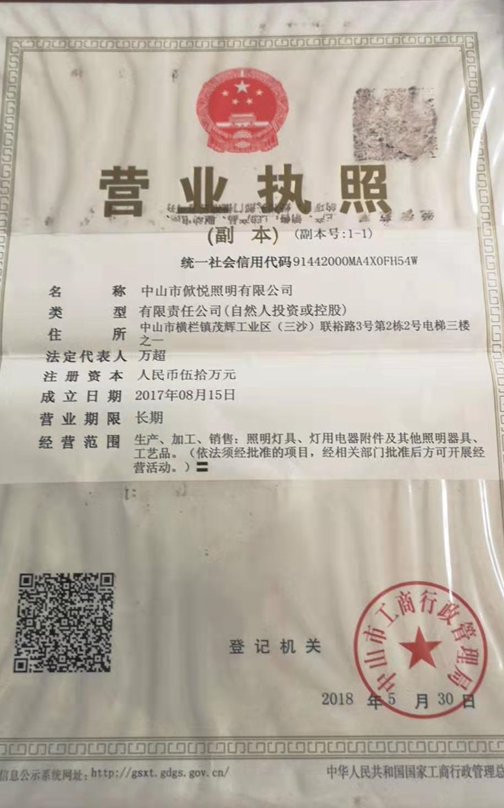 营业执照
(副 本) (副本号:1-1)
统一社会信用代码91442000MA4X0FH54W
名 称 中山市僘悦照明有限公司
类 型 有限责任公司(自然人投资或控股)
住 所 中山市横栏镇茂辉工业区（三沙）联裕路3号第2栋2号电梯三楼
之一
法定代表人 万超
注册资本 人民币伍拾万元
成立日期 2017年08月15日
营业期限 长期
经营范围 生产、加工、销售：照明灯具、灯用电器附件及其他照明器具、
工艺品。（依法须经批准的项目，经相关部门批准后方可开展经
营活动。）〓
登记机关
中山市工商行政管理局
2018 年 5 月 30 日
信息公示系统网址：http://gsxt.gdgs.gov.cn/ 中华人民共和国国家工商行政管理总